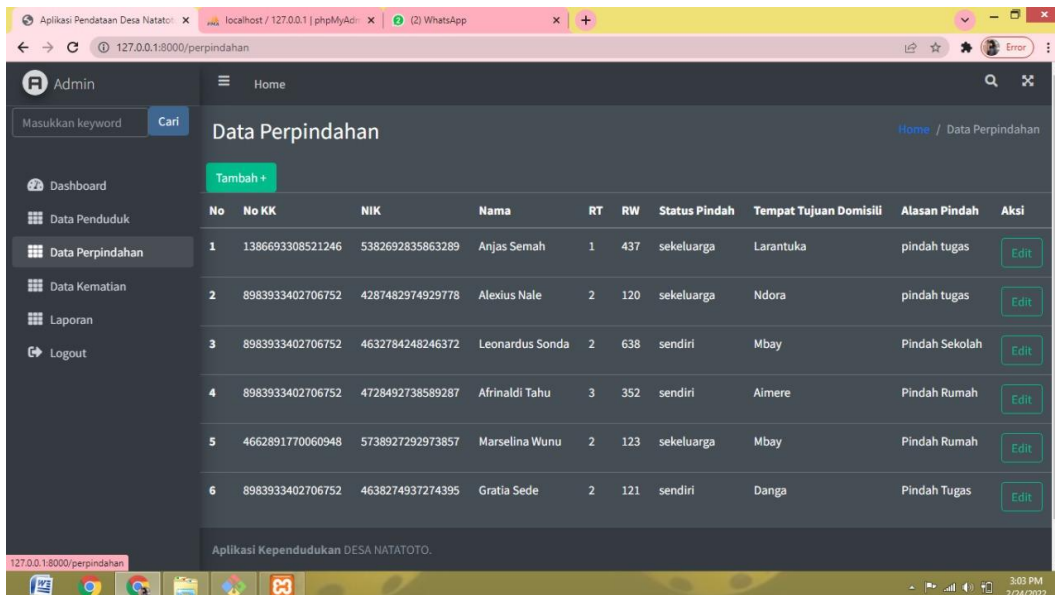 Aplikasi Pendataan Desa Natatot
localhost / 127.0.0.1 | phpMyAdm
(2) WhatsApp
127.0.0.1:8000/perpindahan
Error
Admin
Home
Masukkan keyword
Cari
Data Perpindahan
Home / Data Perpindahan
Dashboard
Data Penduduk
Data Perpindahan
Data Kematian
Laporan
Logout
Tambah +
No No KK NIK Nama RT RW Status Pindah Tempat Tujuan Domisili Alasan Pindah Aksi
1 1386693308521246 5382692835863289 Anjas Semah 1 437 sekeluarga Larantuka pindah tugas Edit
2 8983933402706752 4287482974929778 Alexius Nale 2 120 sekeluarga Ndora pindah tugas Edit
3 8983933402706752 4632784248246372 Leonardus Sonda 2 638 sendiri Mbay Pindah Sekolah Edit
4 8983933402706752 4728492738589287 Afrinaldi Tahu 3 352 sendiri Aimere Pindah Rumah Edit
5 4662891770060948 5738927292973857 Marselina Wunu 2 123 sekeluarga Mbay Pindah Rumah Edit
6 8983933402706752 4638274937274395 Gratia Sede 2 121 sendiri Danga Pindah Tugas Edit
Aplikasi Kependudukan DESA NATATOTO.
127.0.0.1:8000/perpindahan
3:03 PM
2/24/2022